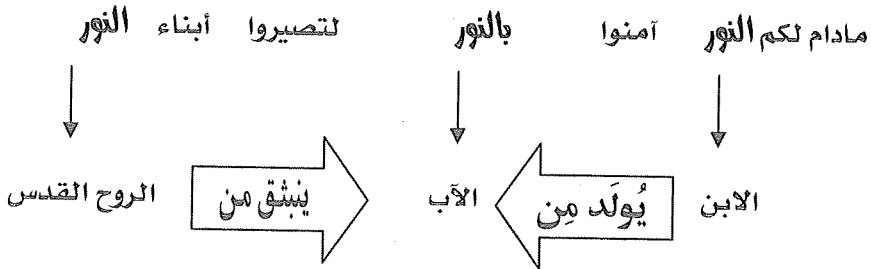 مادام لكم النور آمنوا بالنور لتصيروا أبناء النور
الابن يُولَد مِن الآب ينبثق من الروح القدس